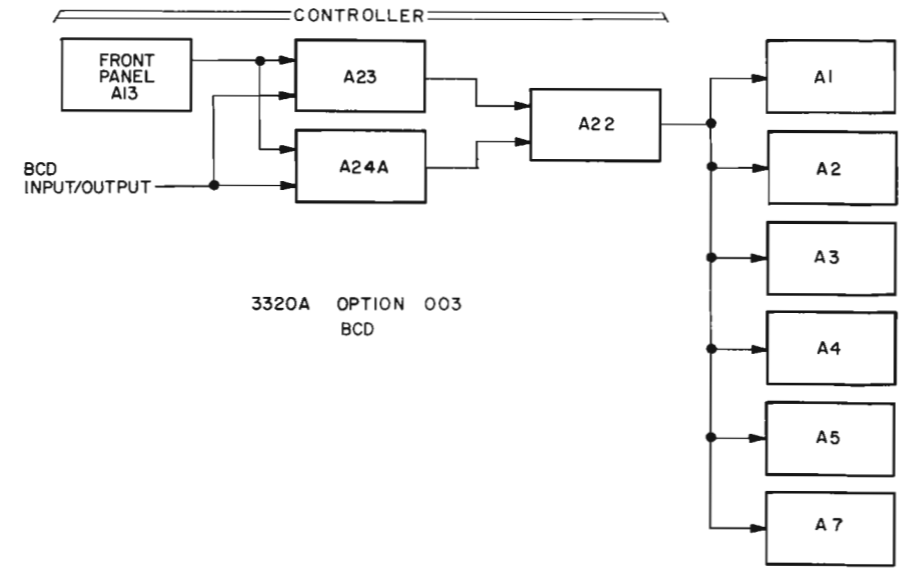 CONTROLLER
FRONT
PANEL
A13
A23
A24A
A22
BCD
INPUT/OUTPUT
A1
A2
A3
A4
A5
A7
3320A OPTION 003
BCD